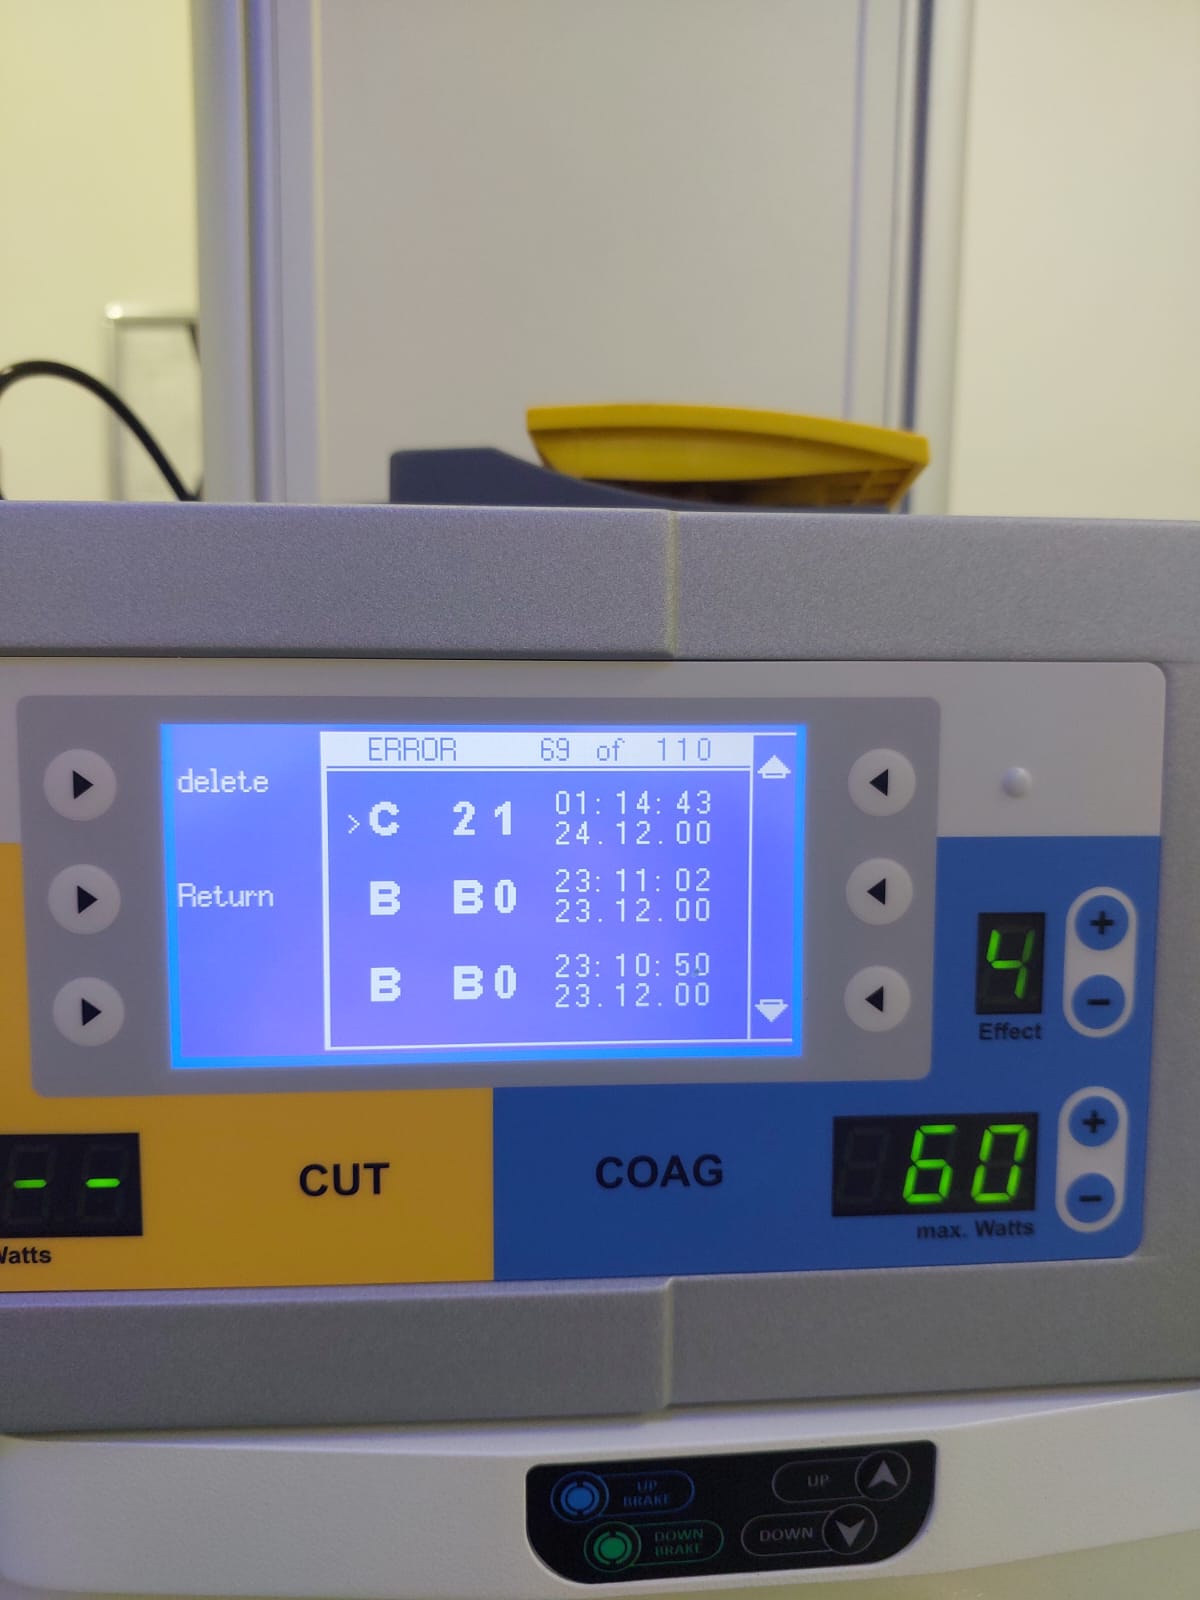 ERROR 69 of 110
delete
>C 21 01:14:43
24.12.00
Return
B B0 23:11:02
23.12.00
B B0 23:10:50
23.12.00
4
Effect
CUT
COAG
60
max. Watts
- -
Watts
UP
BRAKE
UP
DOWN
BRAKE
DOWN